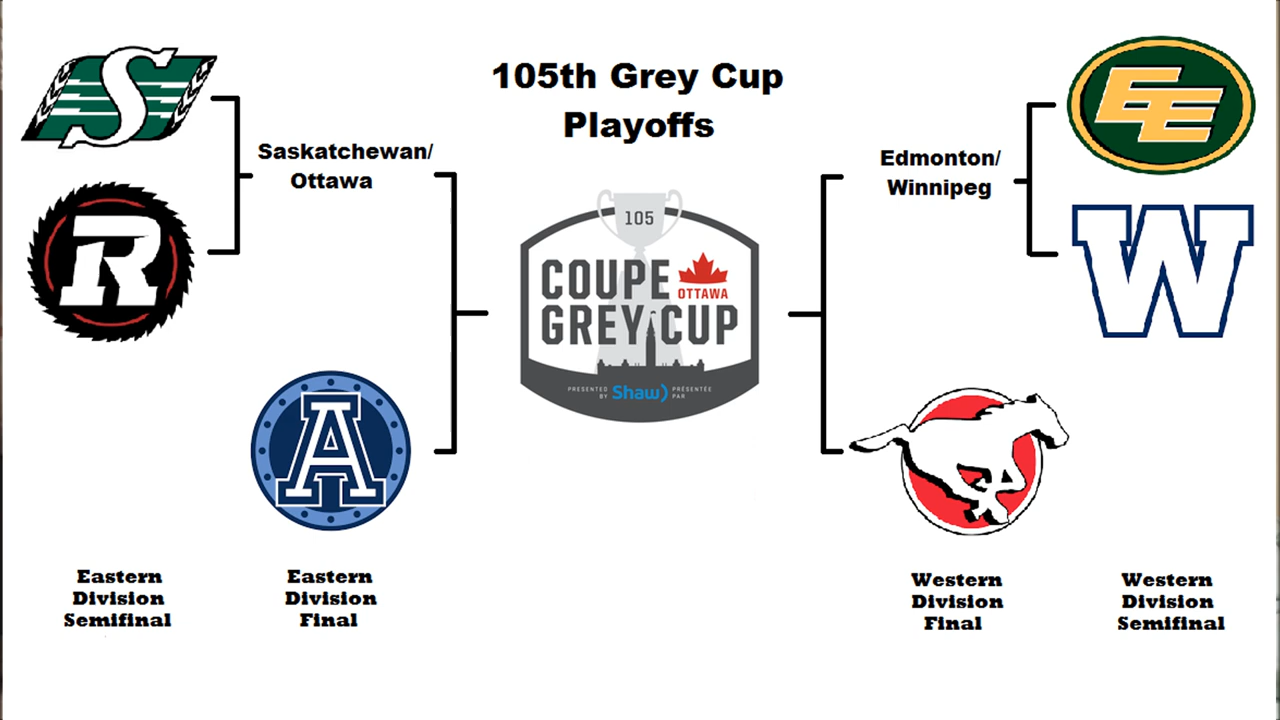 105th Grey Cup
Playoffs
S
R
Saskatchewan/
Ottawa
EE
W
Edmonton/
Winnipeg
105
COUPE
OTTAWA
GREY CUP
PRESENTED BY Shaw) PRÉSENTÉE PAR
A
Eastern
Division
Semifinal
Eastern
Division
Final
Western
Division
Final
Western
Division
Semifinal